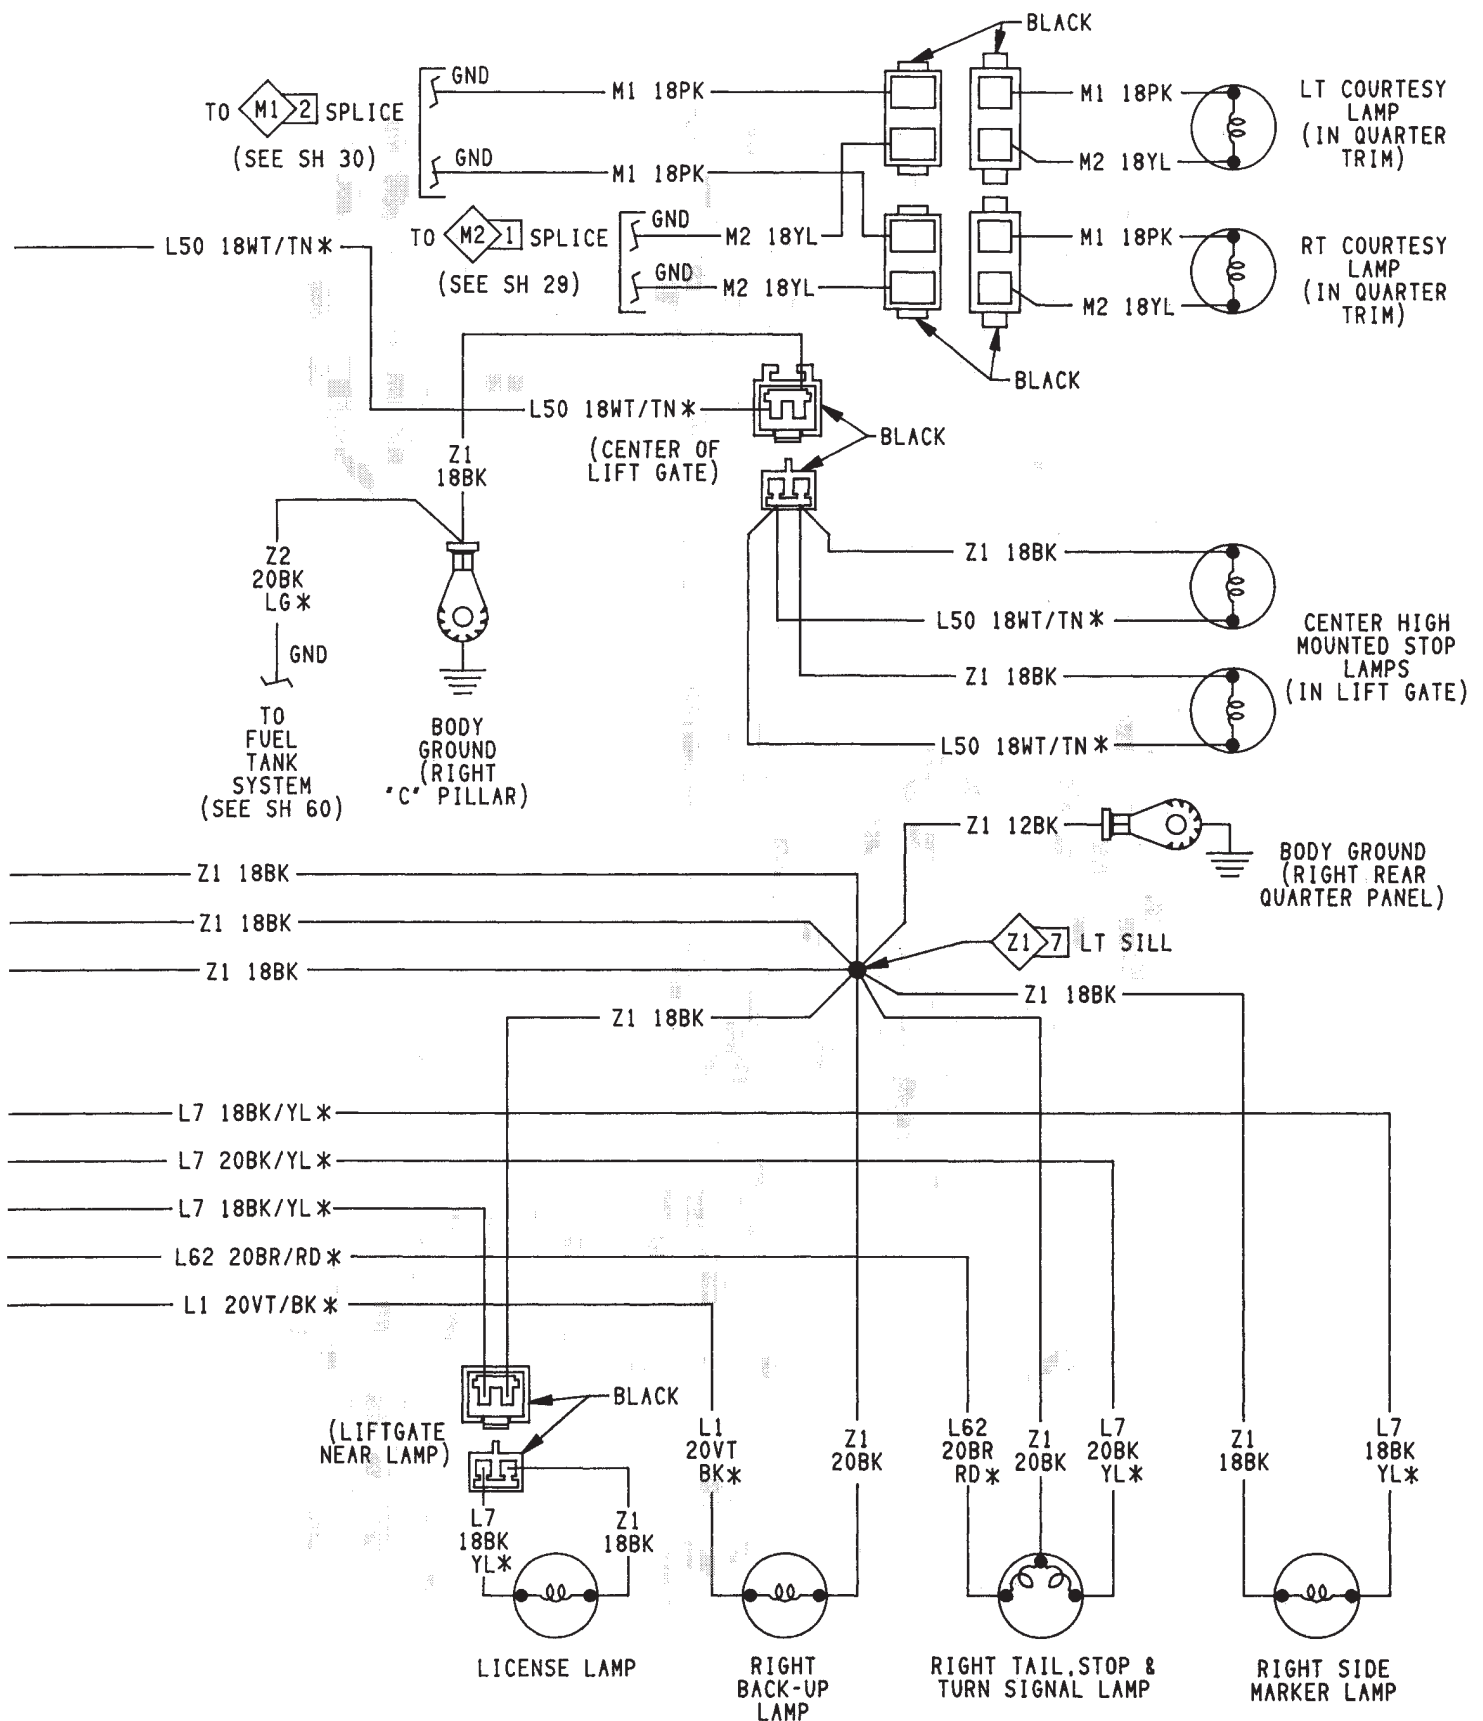 BLACK
GND
M1 18PK
M1 18PK
LT COURTESY
LAMP
(IN QUARTER
TRIM)
TO M1 2 SPLICE
(SEE SH 30)
GND
M1 18PK
M2 18YL
TO M2 1 SPLICE
(SEE SH 29)
GND
M2 18YL
M1 18PK
RT COURTESY
LAMP
(IN QUARTER
TRIM)
L50 18WT/TN*
GND
M2 18YL
M2 18YL
BLACK
L50 18WT/TN*
(CENTER OF
LIFT GATE)
BLACK
Z1
18BK
Z2
20BK
LG*
GND
TO
FUEL
TANK
SYSTEM
(SEE SH 60)
BODY
GROUND
(RIGHT
"C" PILLAR)
Z1 18BK
L50 18WT/TN*
Z1 18BK
L50 18WT/TN*
CENTER HIGH
MOUNTED STOP
LAMPS
(IN LIFT GATE)
Z1 12BK
BODY GROUND
(RIGHT REAR
QUARTER PANEL)
Z1 18BK
Z1 18BK
Z1 7 LT SILL
Z1 18BK
Z1 18BK
Z1 18BK
L7 18BK/YL*
L7 20BK/YL*
L7 18BK/YL*
L62 20BR/RD*
L1 20VT/BK*
BLACK
(LIFTGATE
NEAR LAMP)
L7
18BK
YL*
Z1
18BK
L1
20VT
BK*
Z1
20BK
L62
20BR
RD*
Z1
20BK
L7
20BK
YL*
Z1
18BK
L7
18BK
YL*
LICENSE LAMP
RIGHT
BACK-UP
LAMP
RIGHT TAIL,STOP &
TURN SIGNAL LAMP
RIGHT SIDE
MARKER LAMP